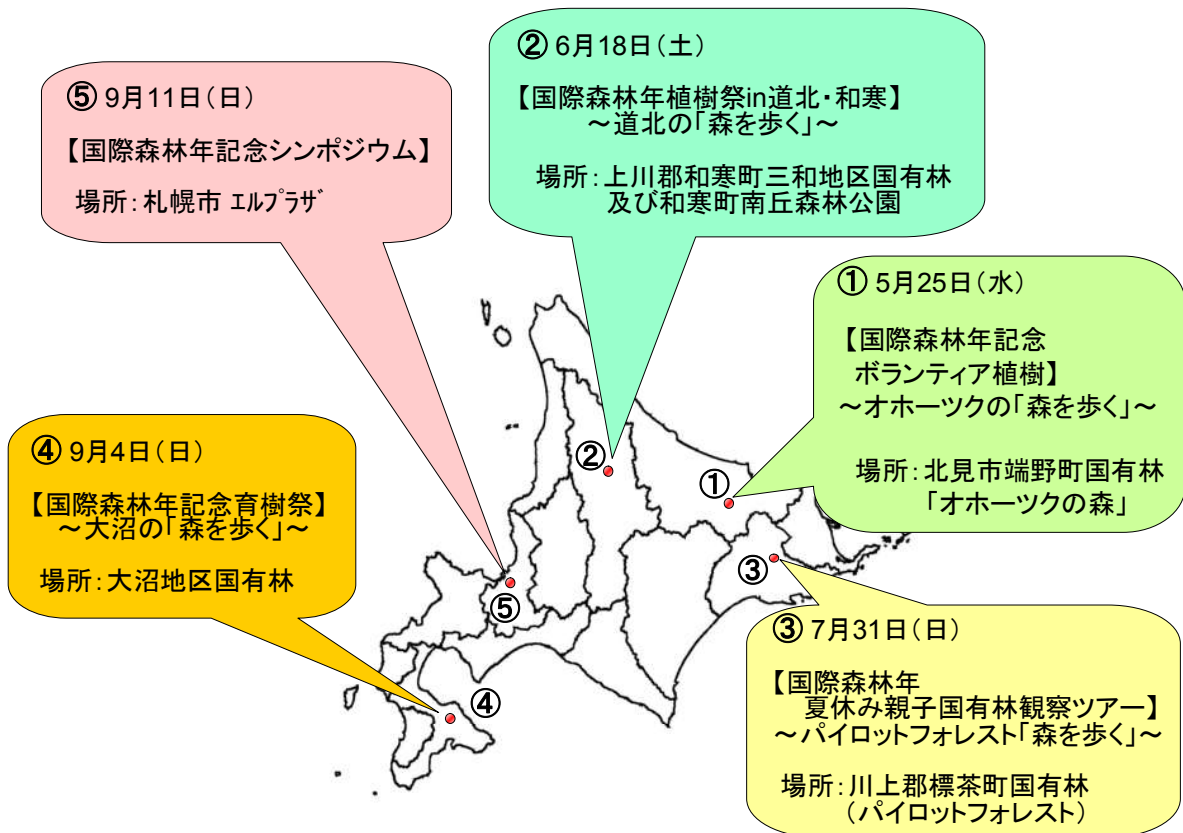 ⑤ 9月11日(日)
【国際森林年記念シンポジウム】
場所:札幌市 ｴﾙﾌﾟﾗｻﾞ
② 6月18日(土)
【国際森林年植樹祭in道北・和寒】
~道北の「森を歩く」~
場所:上川郡和寒町三和地区国有林
及び和寒町南丘森林公園
① 5月25日(水)
【国際森林年記念
ボランティア植樹】
~オホーツクの「森を歩く」~
場所:北見市端野町国有林
「オホーツクの森」
④ 9月4日(日)
【国際森林年記念育樹祭】
~大沼の「森を歩く」~
場所:大沼地区国有林
③ 7月31日(日)
【国際森林年
夏休み親子国有林観察ツアー】
~パイロットフォレスト「森を歩く」~
場所:川上郡標茶町国有林
(パイロットフォレスト)
②
①
③
⑤
④